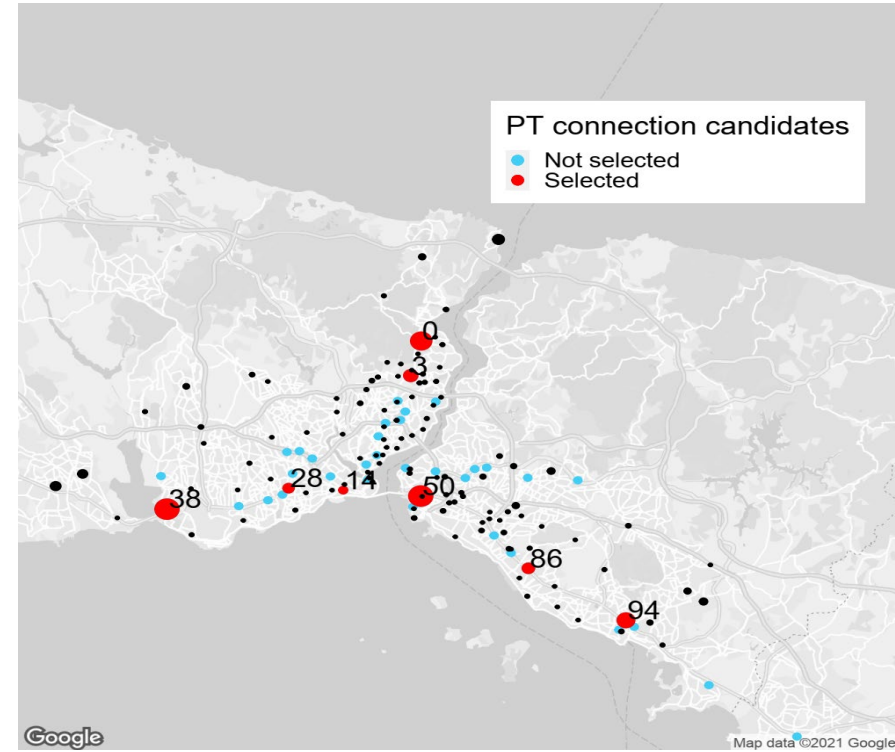 PT connection candidates
Not selected
Selected
0
3
28
14
50
38
86
94
Google
Map data ©2021 Google